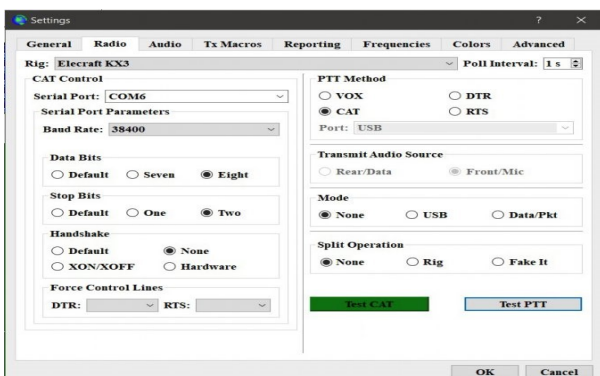 Settings ? ×
General Radio Audio Tx Macros Reporting Frequencies Colors Advanced
Rig: Elecraft KX3 Poll Interval: 1 s
CAT Control
Serial Port: COM6
Serial Port Parameters
Baud Rate: 38400
Data Bits
Default Seven Eight
Stop Bits
Default One Two
Handshake
Default None
XON/XOFF Hardware
Force Control Lines
DTR: RTS:
PTT Method
VOX DTR
CAT RTS
Port: USB
Transmit Audio Source
Rear/Data Front/Mic
Mode
None USB Data/Pkt
Split Operation
None Rig Fake It
Test CAT Test PTT
OK Cancel